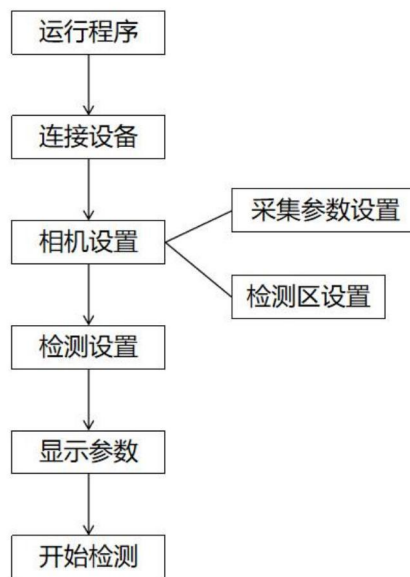 运行程序
连接设备
相机设置
采集参数设置
检测区设置
检测设置
显示参数
开始检测